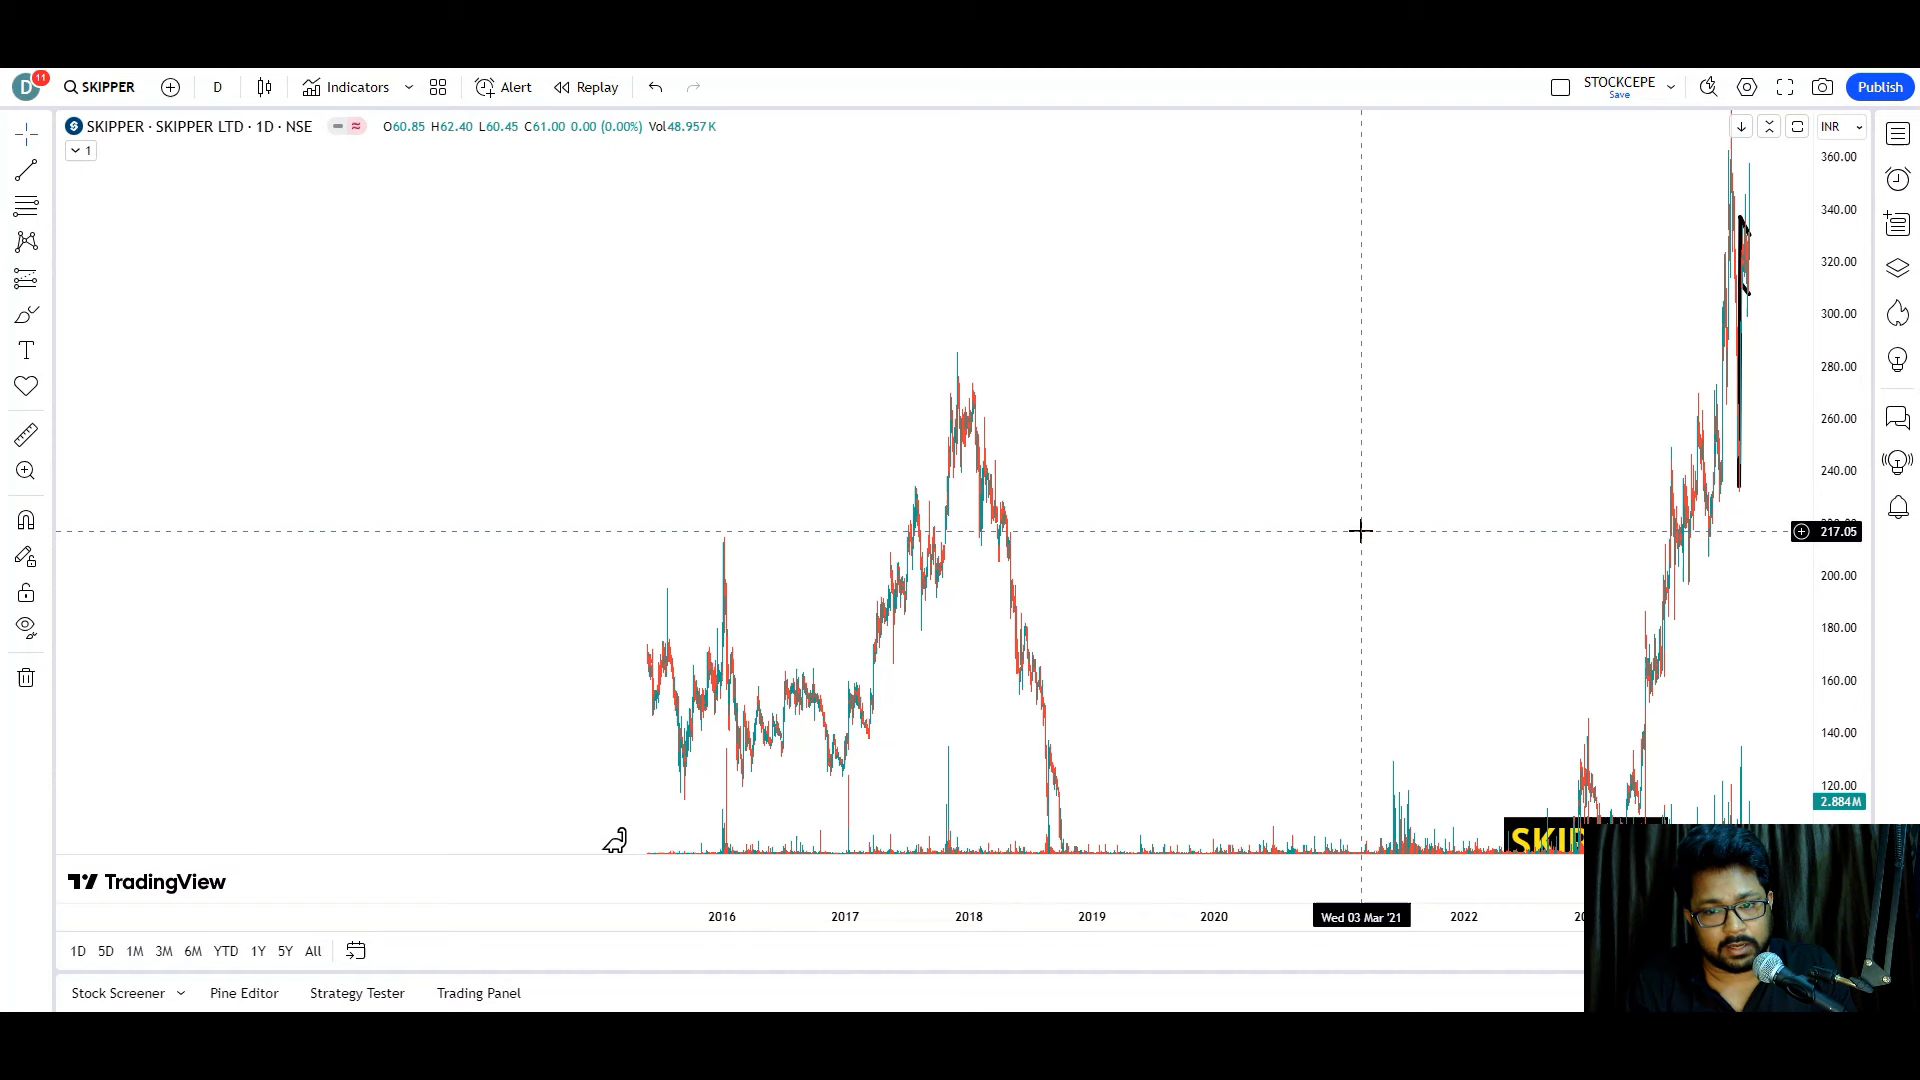 D 11 SKIPPER D Indicators Alert Replay STOCKCEPE Save Publish
SKIPPER · SKIPPER LTD · 1D · NSE O60.85 H62.40 L60.45 C61.00 0.00 (0.00%) Vol48.957K INR
1
360.00
340.00
320.00
300.00
280.00
260.00
240.00
217.05
200.00
180.00
160.00
140.00
120.00
2.884M
TradingView
2016 2017 2018 2019 2020 Wed 03 Mar '21 2022
1D 5D 1M 3M 6M YTD 1Y 5Y All
Stock Screener Pine Editor Strategy Tester Trading Panel